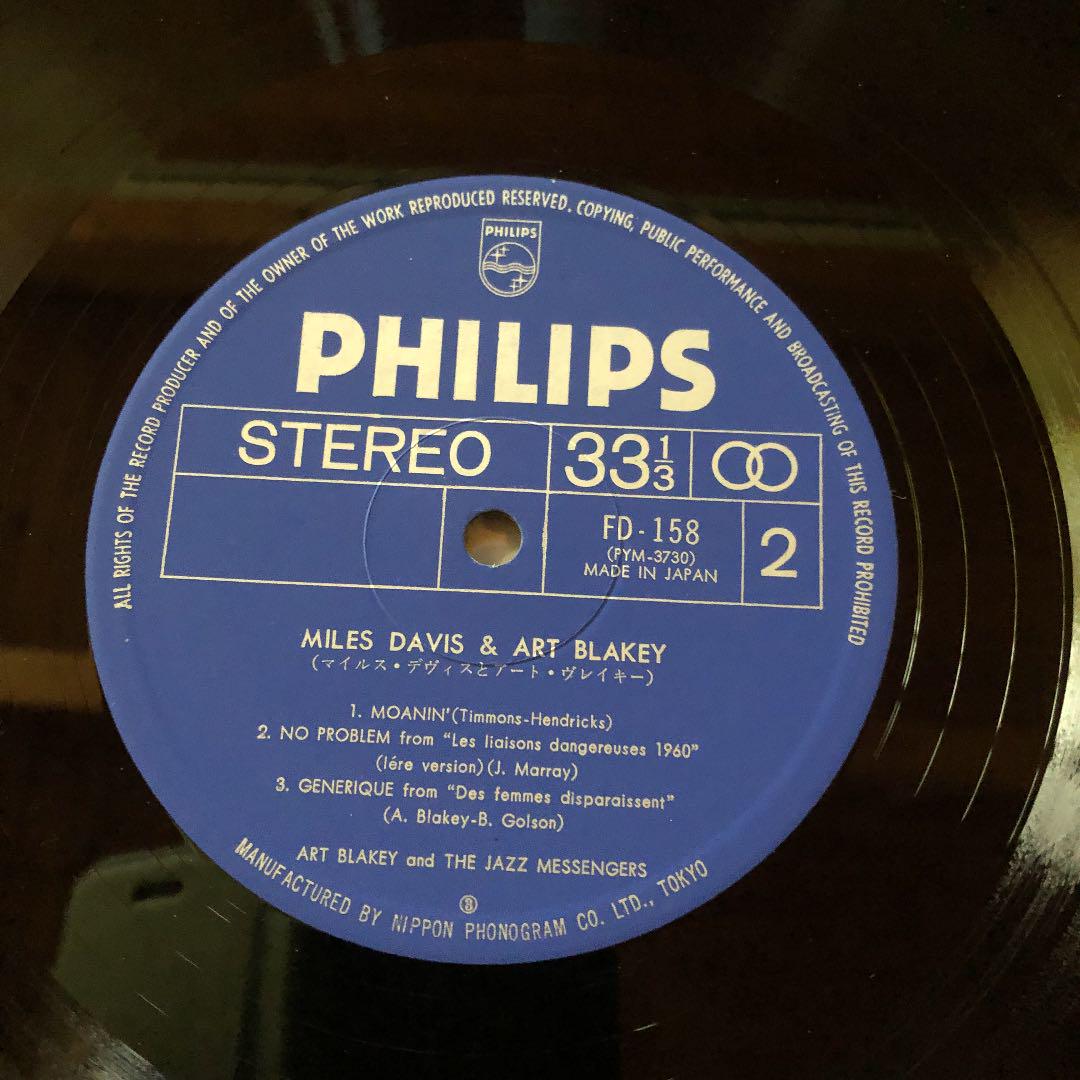 ALL RIGHTS OF THE RECORD PRODUCER AND OF THE OWNER OF THE WORK REPRODUCED RESERVED. COPYING, PUBLIC PERFORMANCE AND BROADCASTING OF THIS RECORD PROHIBITED
PHILIPS
PHILIPS
STEREO 33 1/3
FD-158
(PYM-3730)
MADE IN JAPAN
2
MILES DAVIS & ART BLAKEY
(マイルス・デヴィスとアート・ヴレイキー)
1. MOANIN' (Timmons-Hendricks)
2. NO PROBLEM from "Les liaisons dangereuses 1960"
(lére version) (J. Marray)
3. GENERIQUE from "Des femmes disparaissent"
(A. Blakey-B. Golson)
ART BLAKEY and THE JAZZ MESSENGERS
③
MANUFACTURED BY NIPPON PHONOGRAM CO. LTD., TOKYO